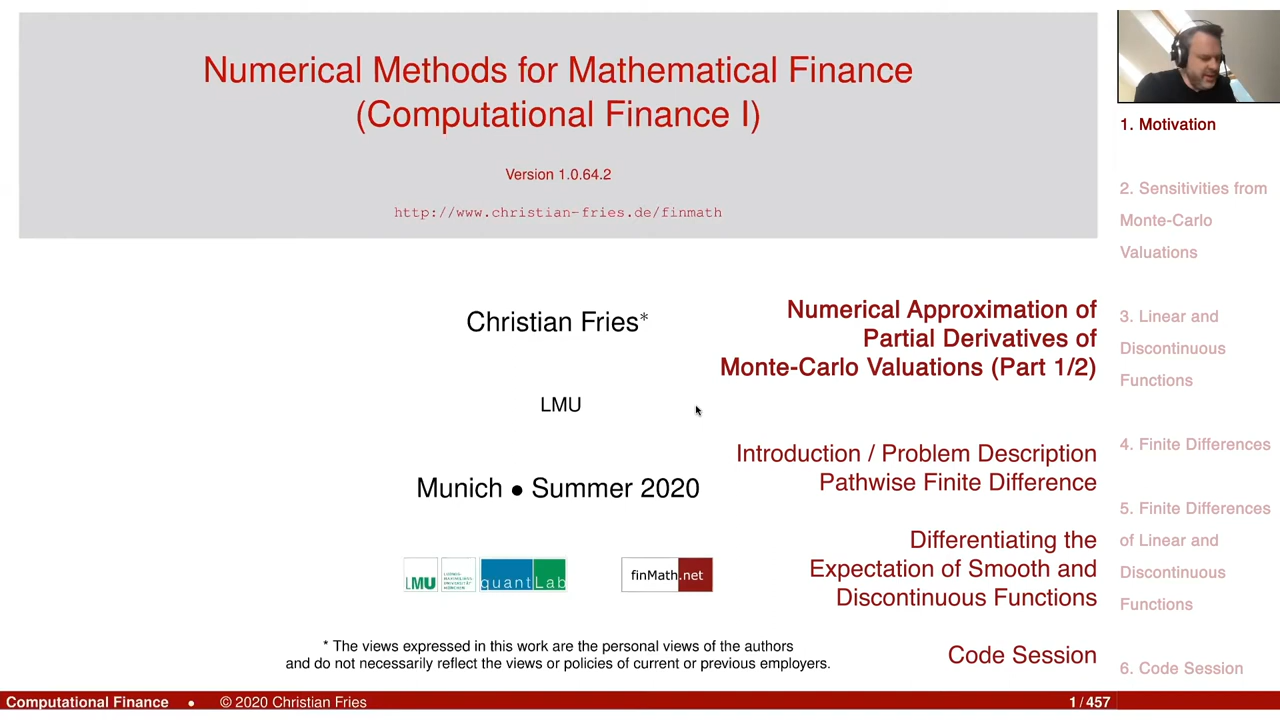 Numerical Methods for Mathematical Finance
(Computational Finance I)
Version 1.0.64.2
http://www.christian-fries.de/finmath
Christian Fries*
LMU
Munich • Summer 2020
LMU
quantLab
finMath.net
* The views expressed in this work are the personal views of the authors
and do not necessarily reflect the views or policies of current or previous employers.
Numerical Approximation of
Partial Derivatives of
Monte-Carlo Valuations (Part 1/2)
Introduction / Problem Description
Pathwise Finite Difference
Differentiating the
Expectation of Smooth and
Discontinuous Functions
Code Session
1. Motivation
2. Sensitivities from
Monte-Carlo
Valuations
3. Linear and
Discontinuous
Functions
4. Finite Differences
5. Finite Differences
of Linear and
Discontinuous
Functions
6. Code Session
Computational Finance • © 2020 Christian Fries
1 / 457